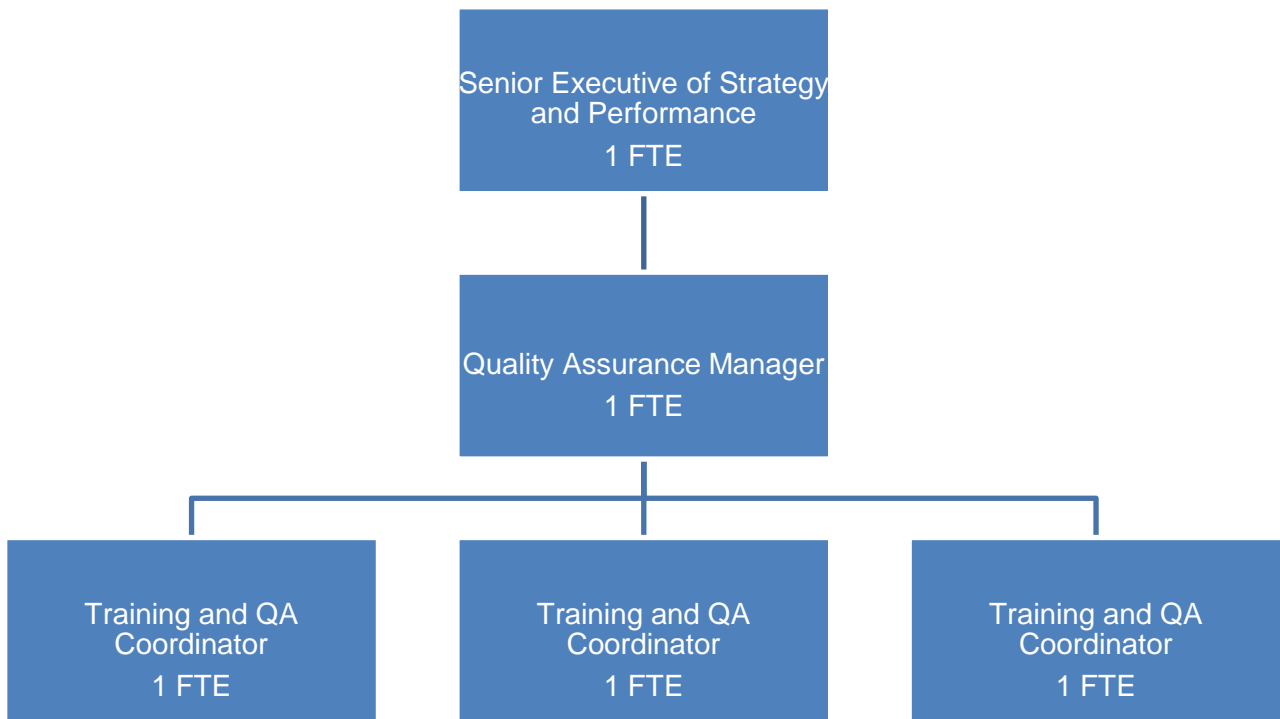 Senior Executive of Strategy
and Performance
1 FTE
Quality Assurance Manager
1 FTE
Training and QA
Coordinator
1 FTE
Training and QA
Coordinator
1 FTE
Training and QA
Coordinator
1 FTE